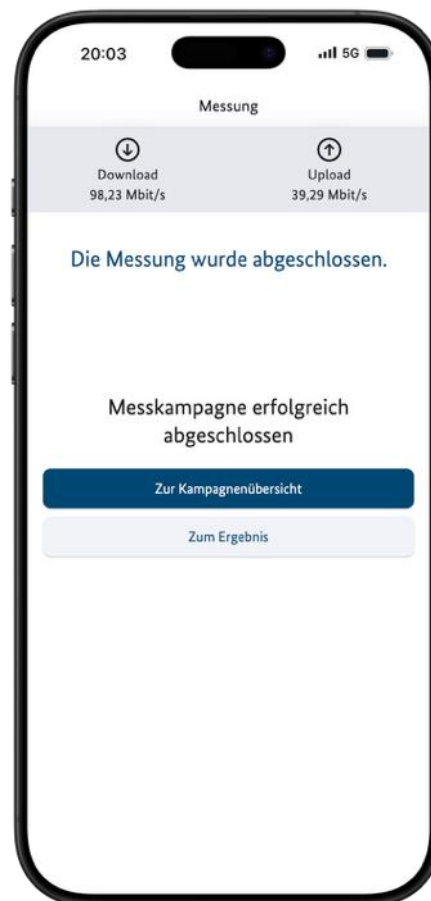 20:03 5G
Messung
Download Upload
98,23 Mbit/s 39,29 Mbit/s
Die Messung wurde abgeschlossen.
Messkampagne erfolgreich
abgeschlossen
Zur Kampagnenübersicht
Zum Ergebnis